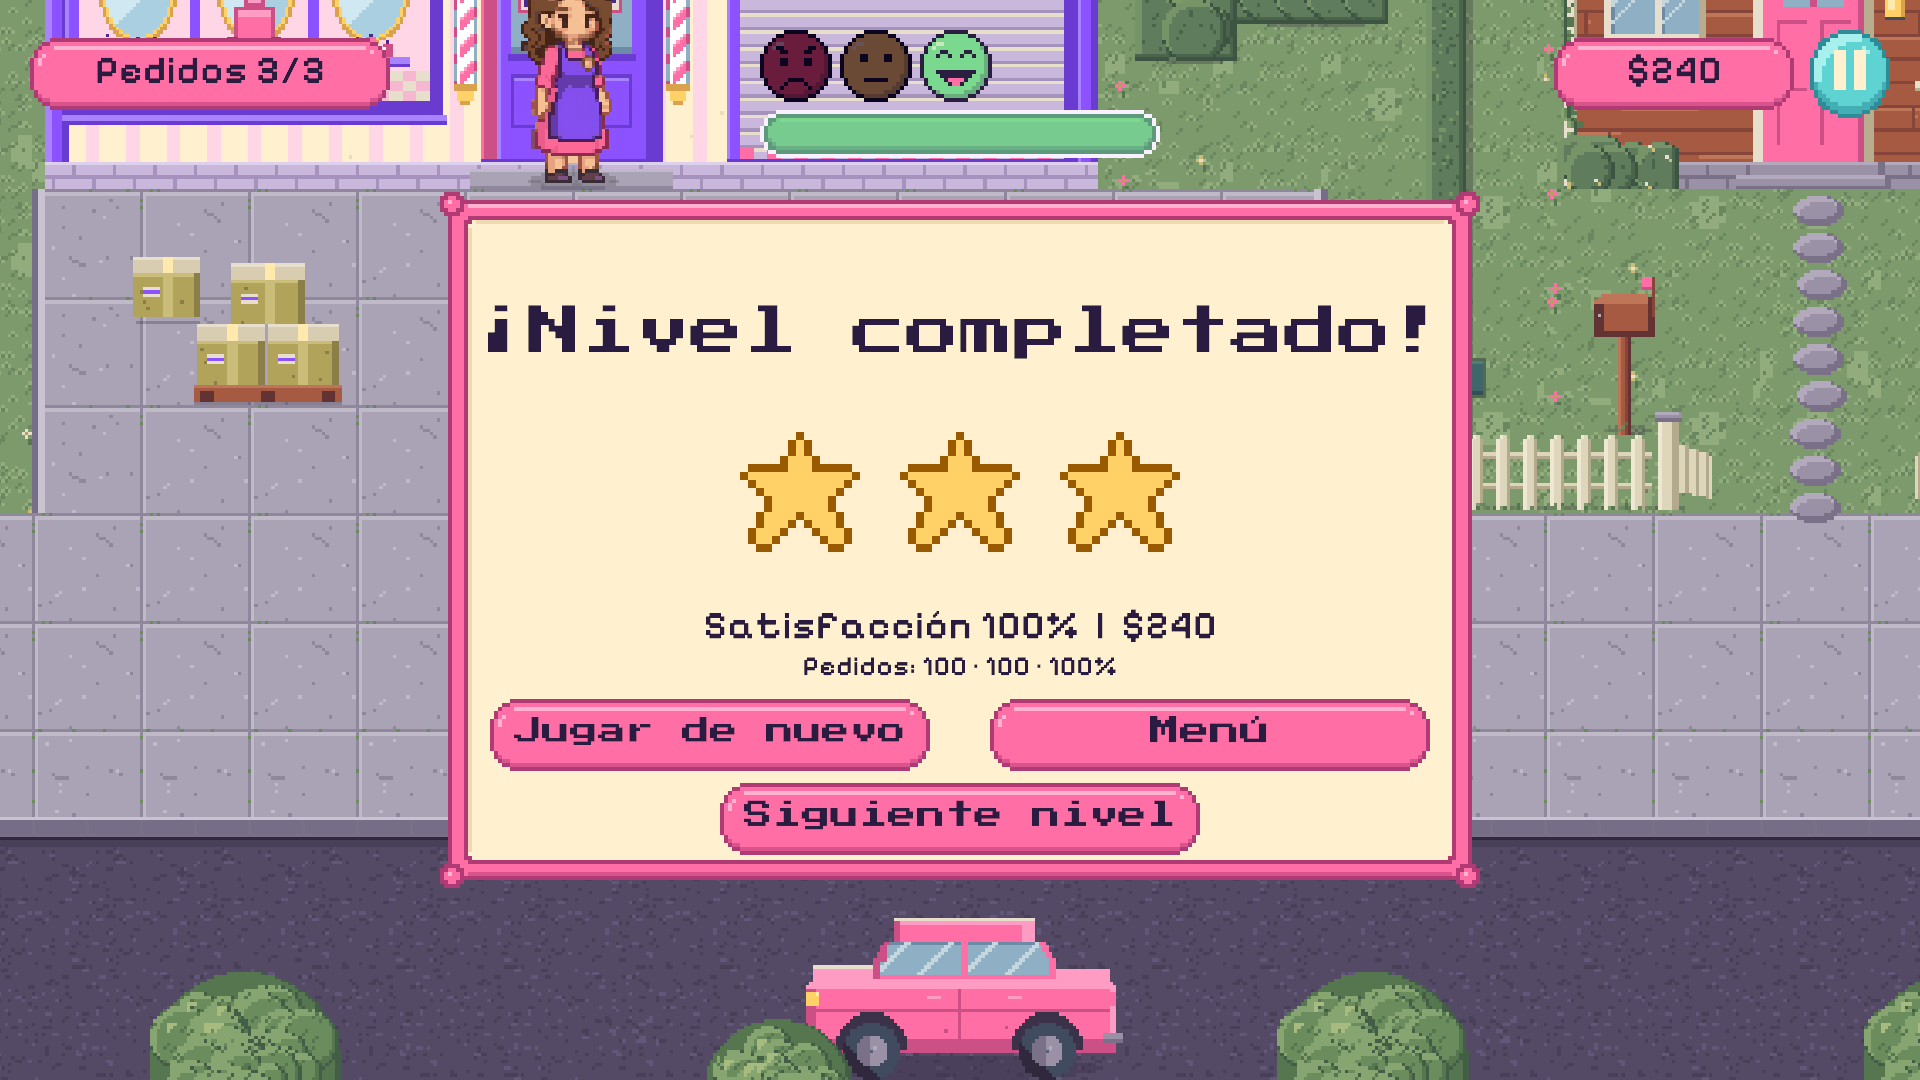 Pedidos 3/3
$240
¡Nivel completado!
Satisfacción 100% | $240
Pedidos: 100 · 100 · 100%
Jugar de nuevo
Menú
Siguiente nivel